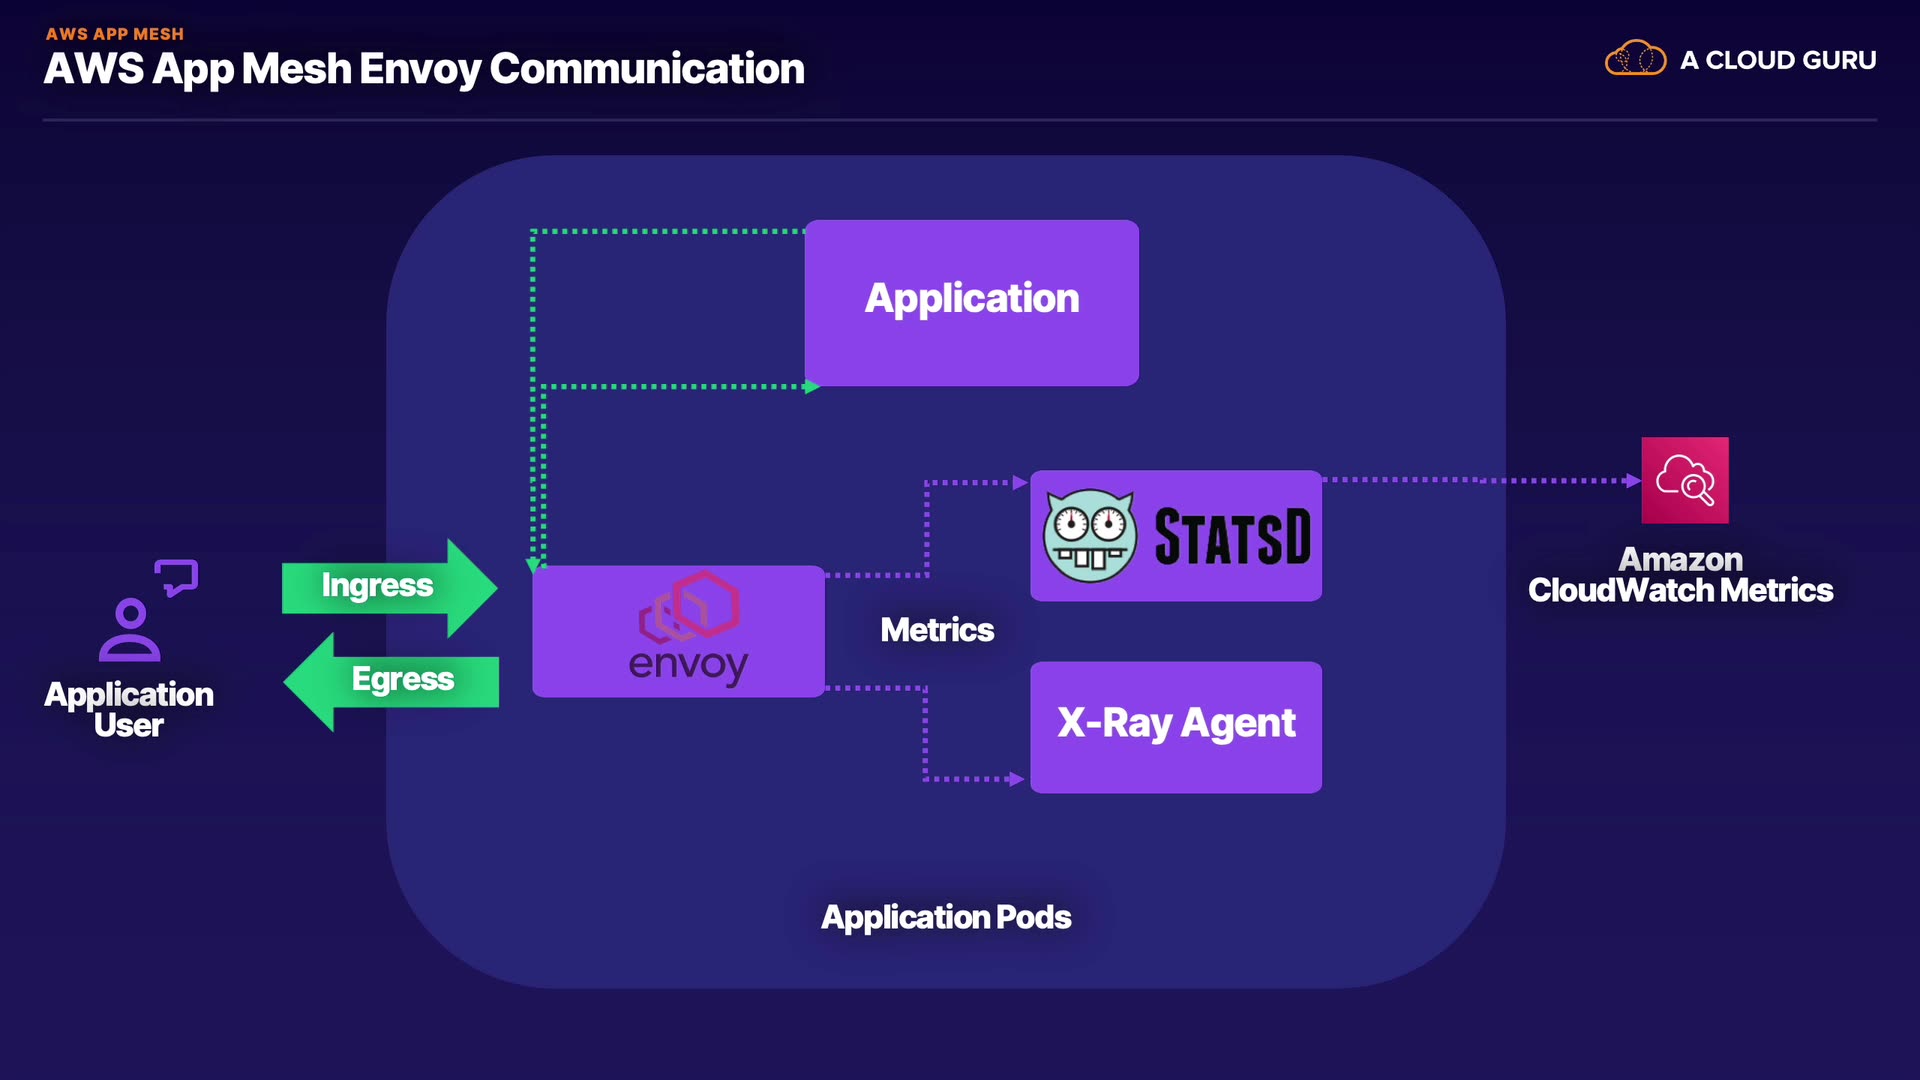 AWS APP MESH
AWS App Mesh Envoy Communication
A CLOUD GURU
Application
Ingress
Egress
Application
User
envoy
Metrics
STATSD
X-Ray Agent
Amazon
CloudWatch Metrics
Application Pods